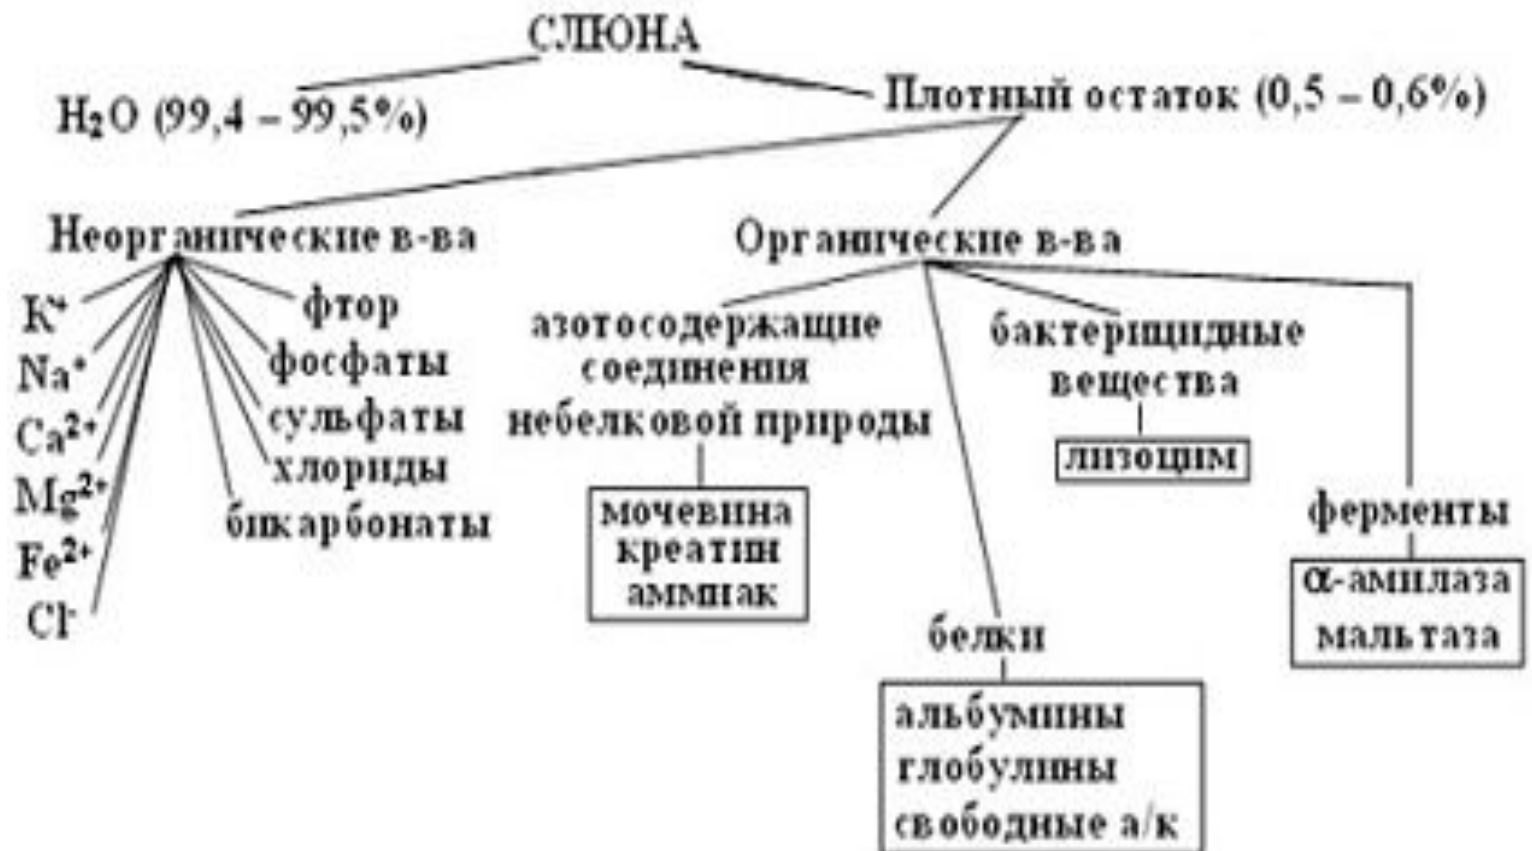 СЛЮНА
H₂O (99,4 – 99,5%)
Плотный остаток (0,5 – 0,6%)
Неорганические в-ва
K⁺
Na⁺
Ca²⁺
Mg²⁺
Fe²⁺
Cl⁻
фтор
фосфаты
сульфаты
хлориды
бикарбонаты
Органические в-ва
азотосодержащие
соединения
небелковой природы
мочевина
креатин
аммиак
белки
альбумины
глобулины
свободные а/к
бактерицидные
вещества
лизоцим
ферменты
α-амилаза
мальтаза